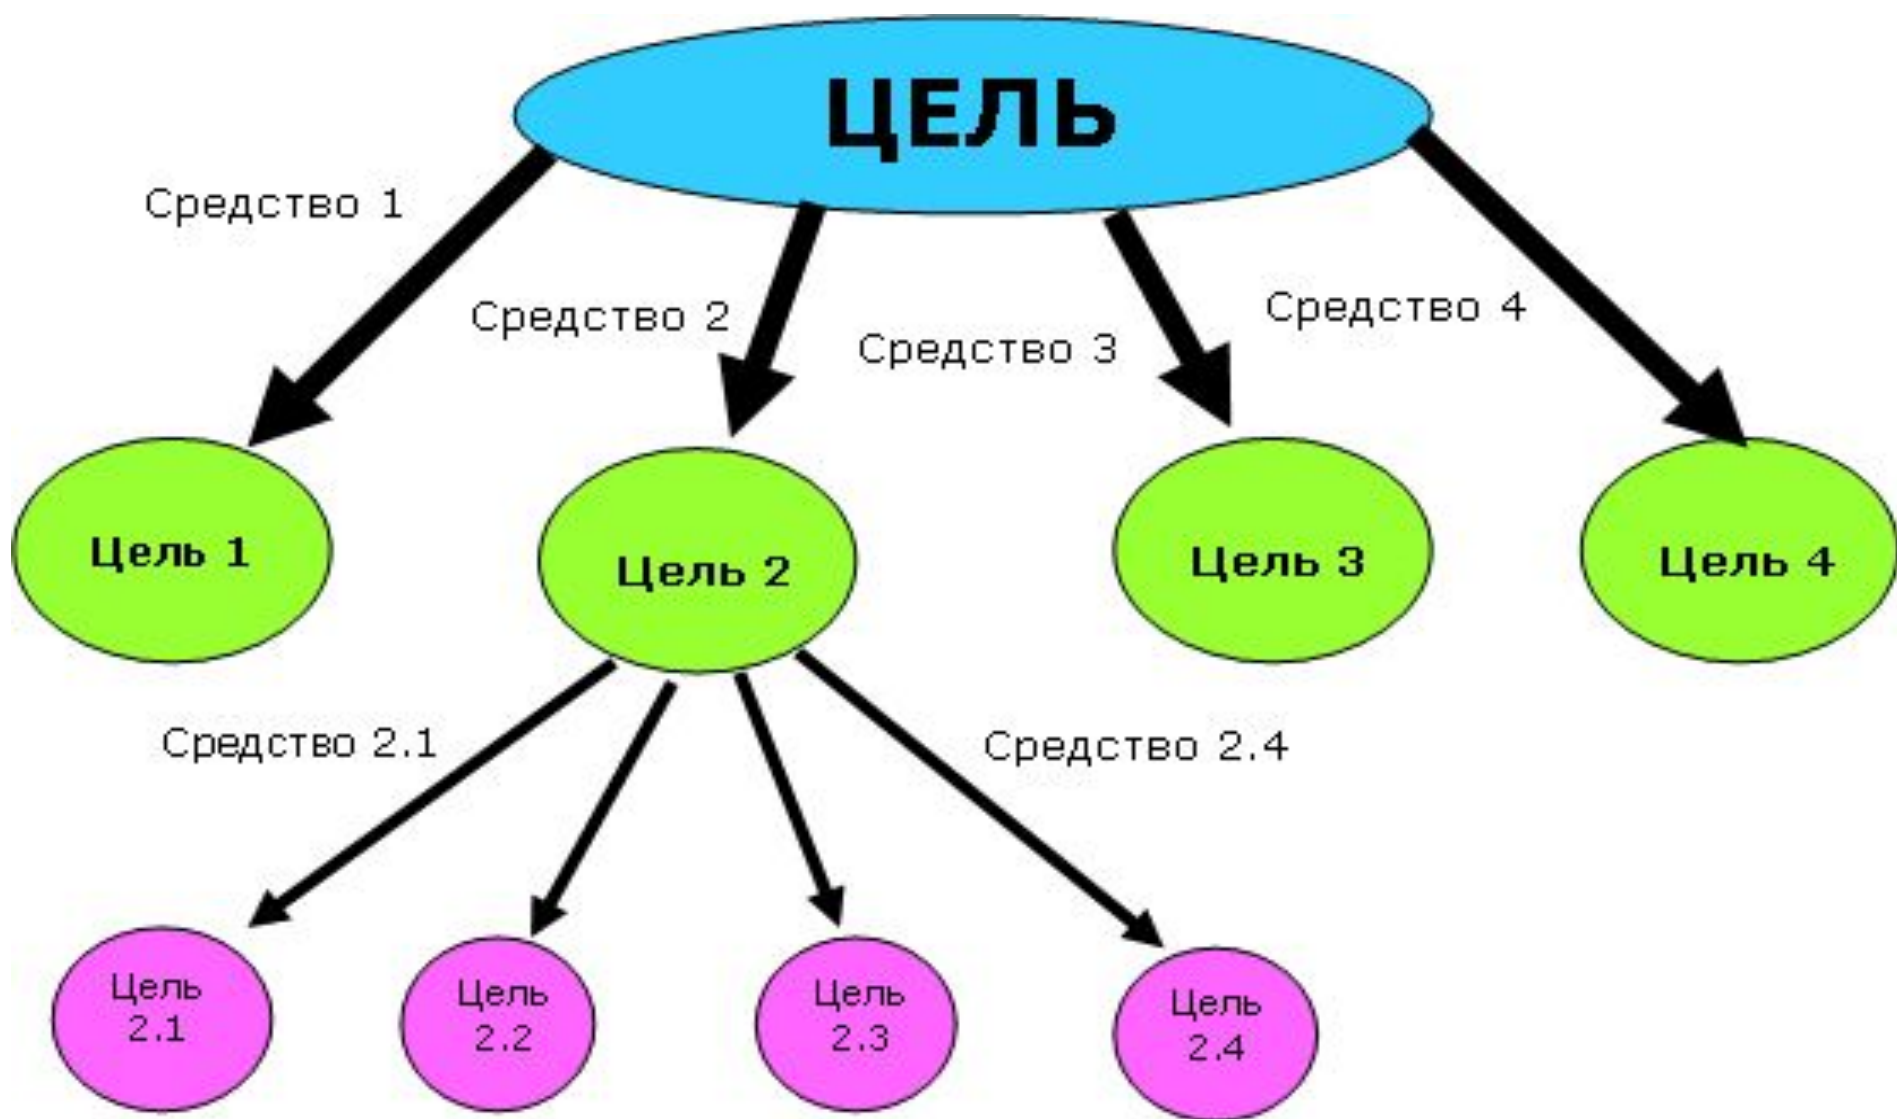 ЦЕЛЬ
Средство 1
Средство 2
Средство 3
Средство 4
Цель 1
Цель 2
Цель 3
Цель 4
Средство 2.1
Средство 2.4
Цель
2.1
Цель
2.2
Цель
2.3
Цель
2.4